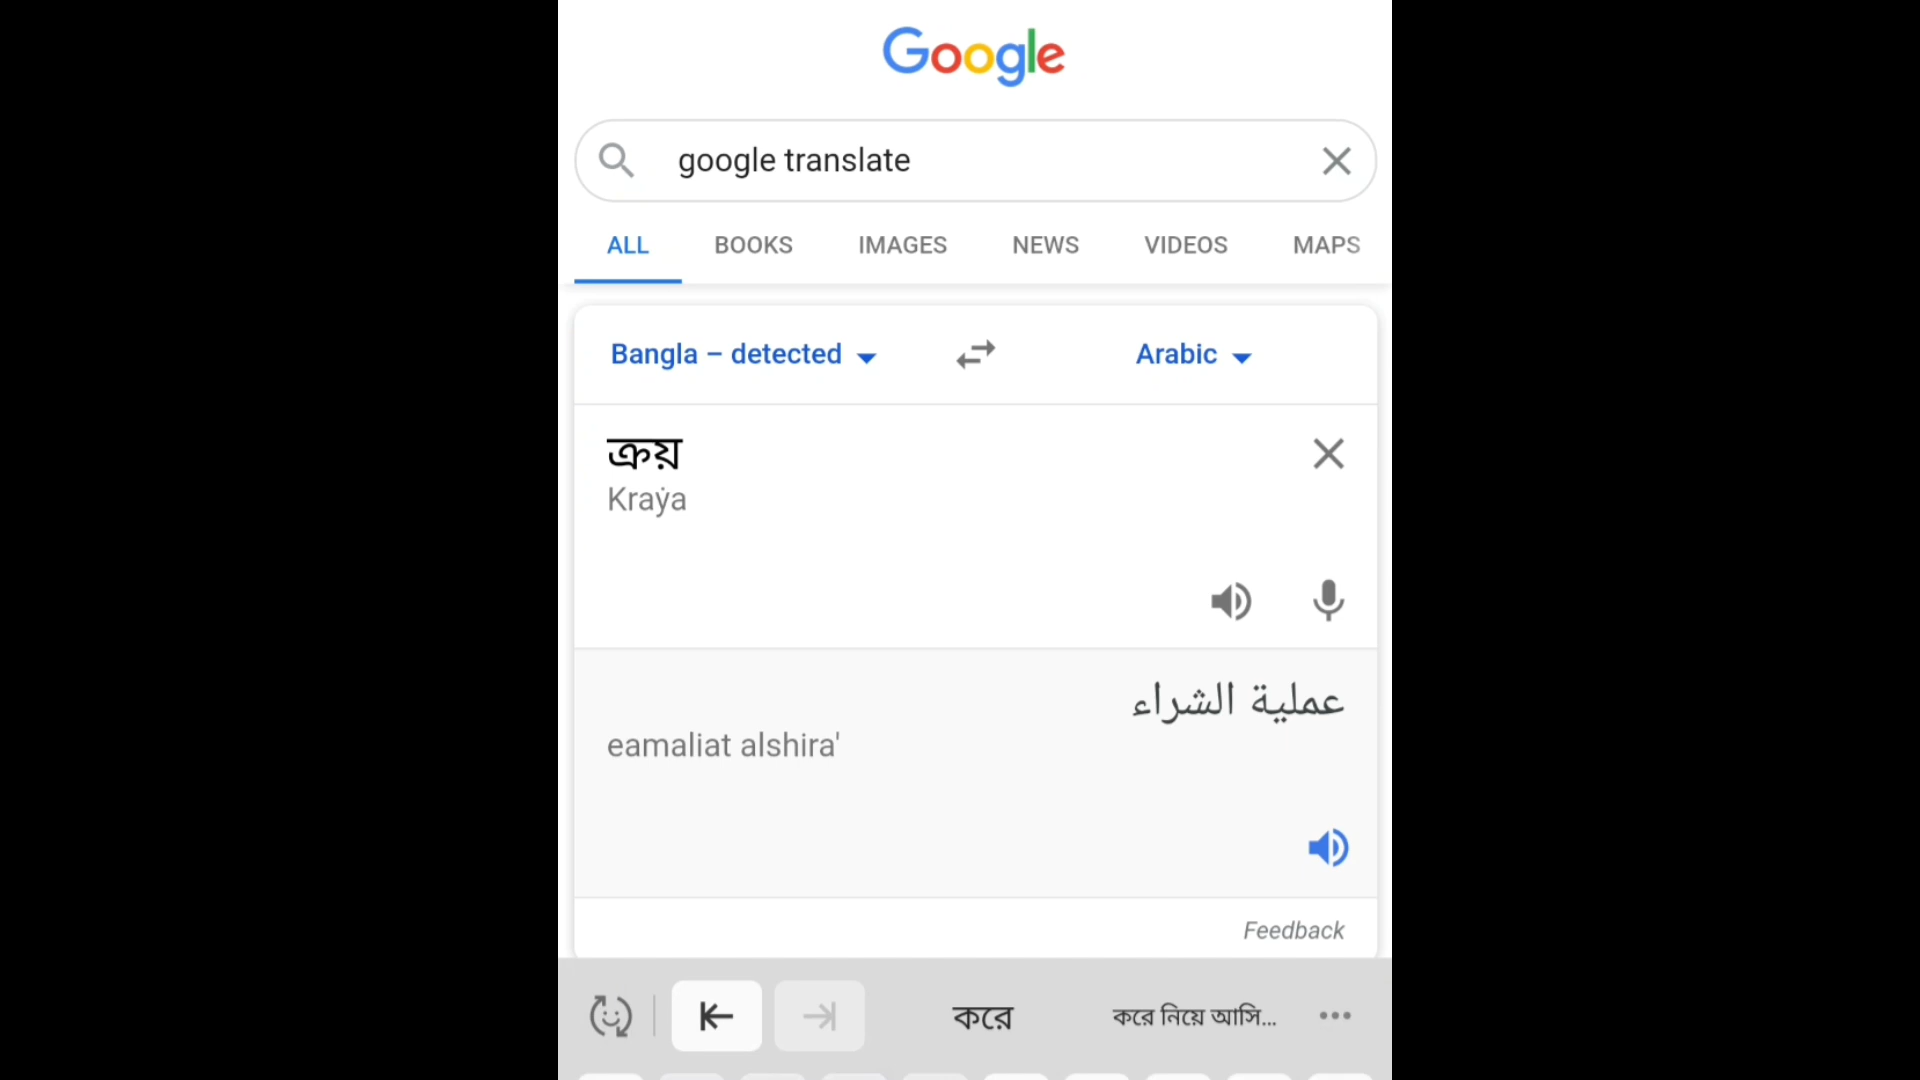 Google
google translate
ALL BOOKS IMAGES NEWS VIDEOS MAPS
Bangla – detected Arabic
ক্রয়
Kraẏa
عملية الشراء
eamaliat alshira'
Feedback
করে করে নিয়ে আসি...